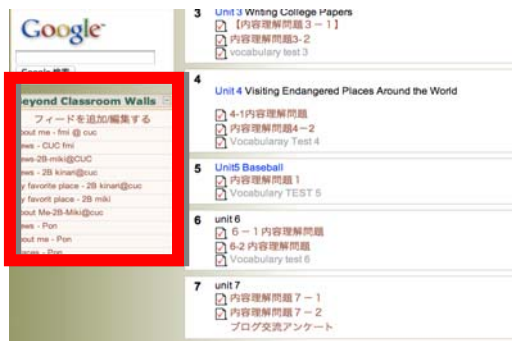 Google
Google 検索
eyond Classroom Walls
フィードを追加/編集する
out me - fmi @ cuc
ews - CUC fmi
ews-2B-miki@CUC
ews - 2B kinan@cuc
y favorite place - 2B kinan@cuc
y favorit place - 2B miki
out Me-2B-Miki@cuc
ews - Pon
out me - Pon
aces - Pon
3 Unit 3 Writing College Papers
【内容理解問題３－１】
内容理解問題3-2
vocabulary test 3
4
Unit 4 Visiting Endangered Places Around the World
4-1内容理解問題
内容理解問題4－2
Vocabularay Test 4
5 Unit5 Baseball
内容理解問題 1
Vocabulary TEST 5
6 unit 6
６－１内容理解問題
6-2 内容理解問題
Vocabulary test 6
7 unit 7
内容理解問題７－１
内容理解問題７－２
ブログ交流アンケート